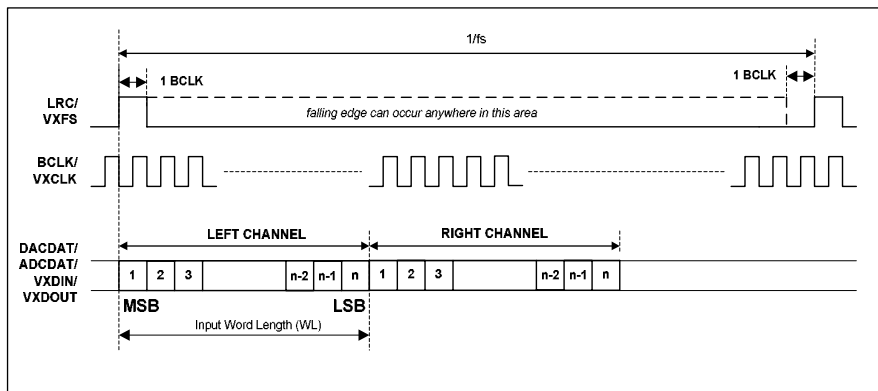 1/fs
1 BCLK
1 BCLK
LRC/
VXFS
falling edge can occur anywhere in this area
BCLK/
VXCLK
LEFT CHANNEL
RIGHT CHANNEL
DACDAT/
ADCDAT/
VXDIN/
VXDOUT
1 2 3 n-2 n-1 n 1 2 3 n-2 n-1 n
MSB LSB
Input Word Length (WL)